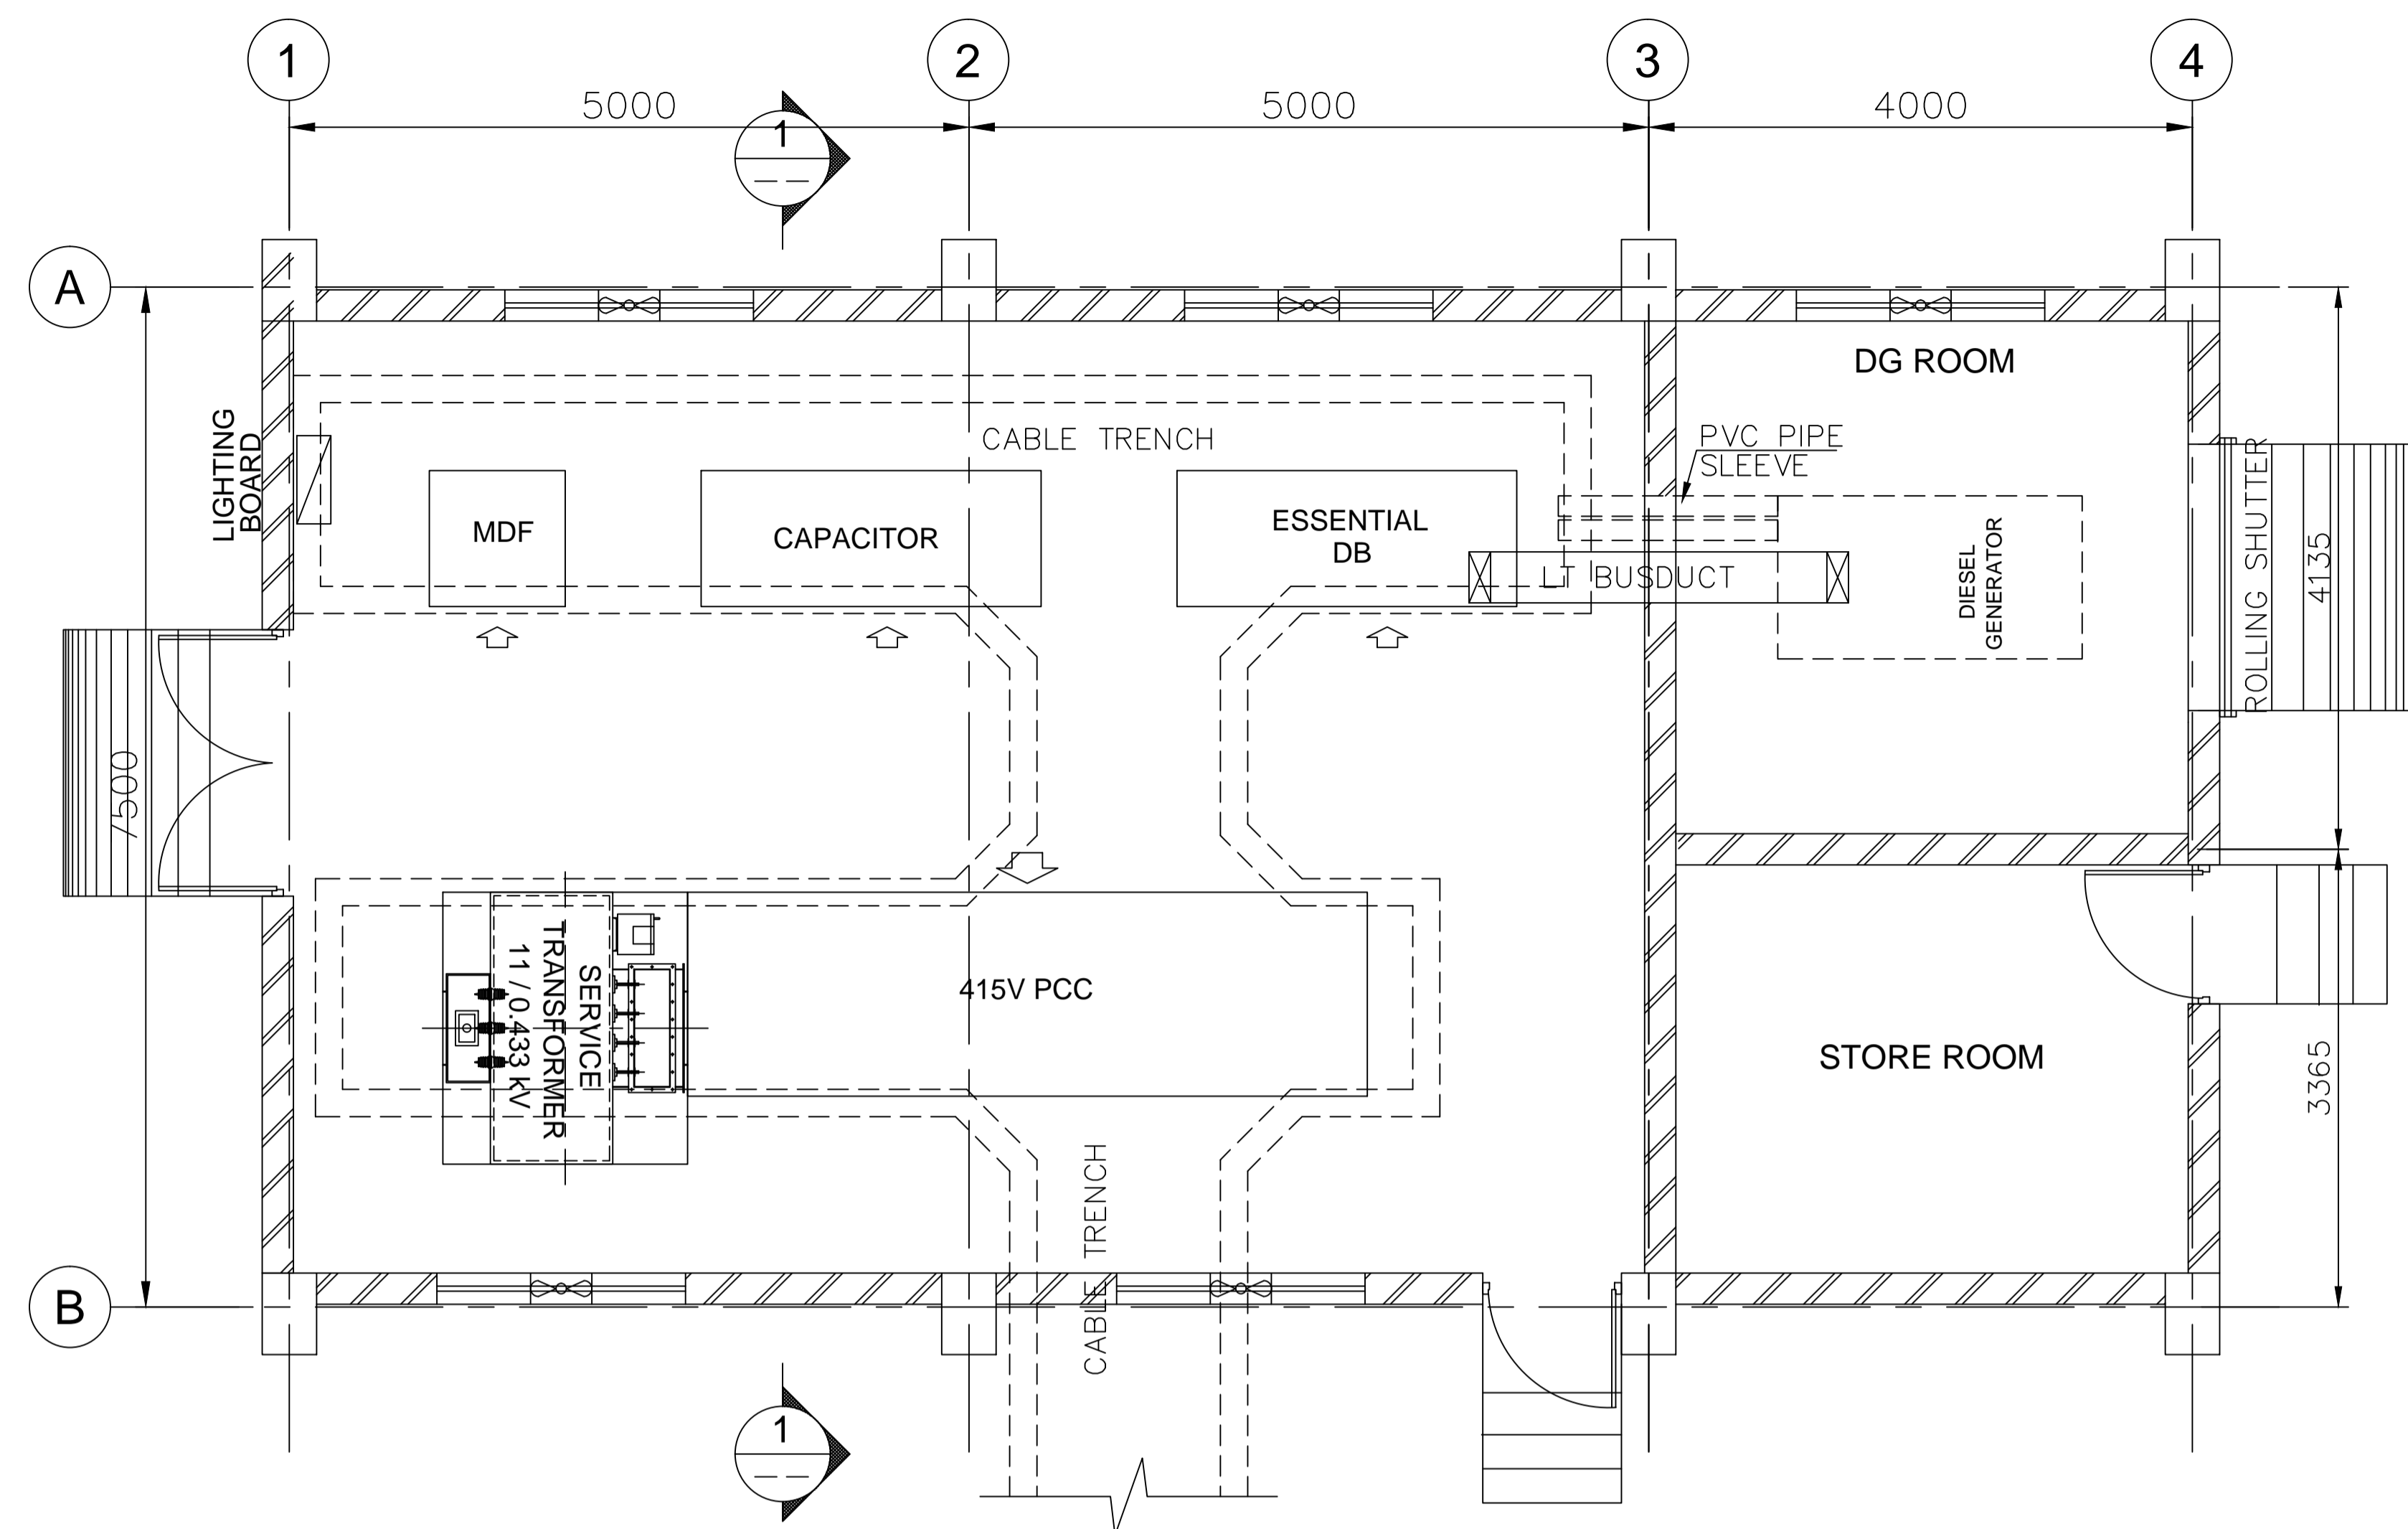 1
2
3
4
5000
5000
4000
1
A
DG ROOM
LIGHTING
BOARD
CABLE TRENCH
PVC PIPE
SLEEVE
MDF
CAPACITOR
ESSENTIAL
DB
LT BUSDUCT
DIESEL
GENERATOR
ROLLING SHUTTER
4135
7500
SERVICE
TRANSFORMER
11 / 0.433 kV
415V PCC
STORE ROOM
3365
CABLE TRENCH
B
1